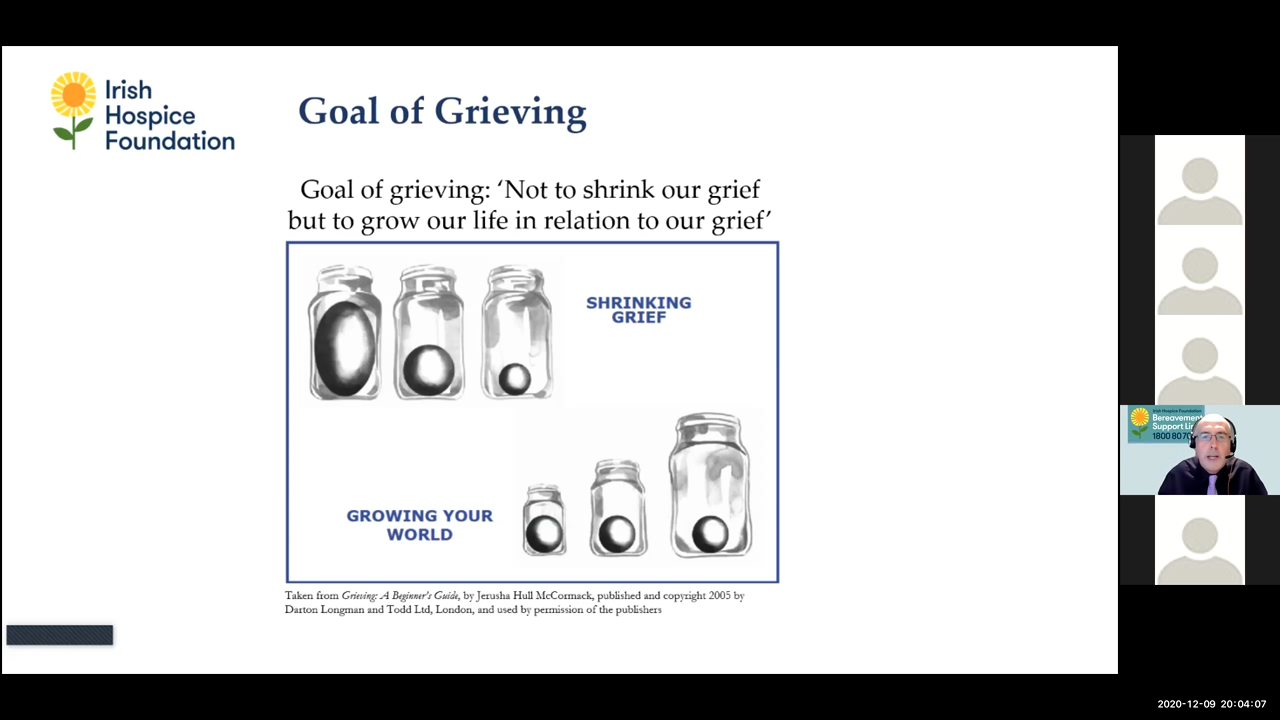 Irish
Hospice
Foundation
Goal of Grieving
Goal of grieving: ‘Not to shrink our grief
but to grow our life in relation to our grief’
SHRINKING
GRIEF
GROWING YOUR
WORLD
Taken from Grieving: A Beginner's Guide, by Jerusha Hull McCormack, published and copyright 2005 by
Darton Longman and Todd Ltd, London, and used by permission of the publishers
Irish Hospice Foundation
Bereavement
Support
1800 80
2020-12-09 20:04:07